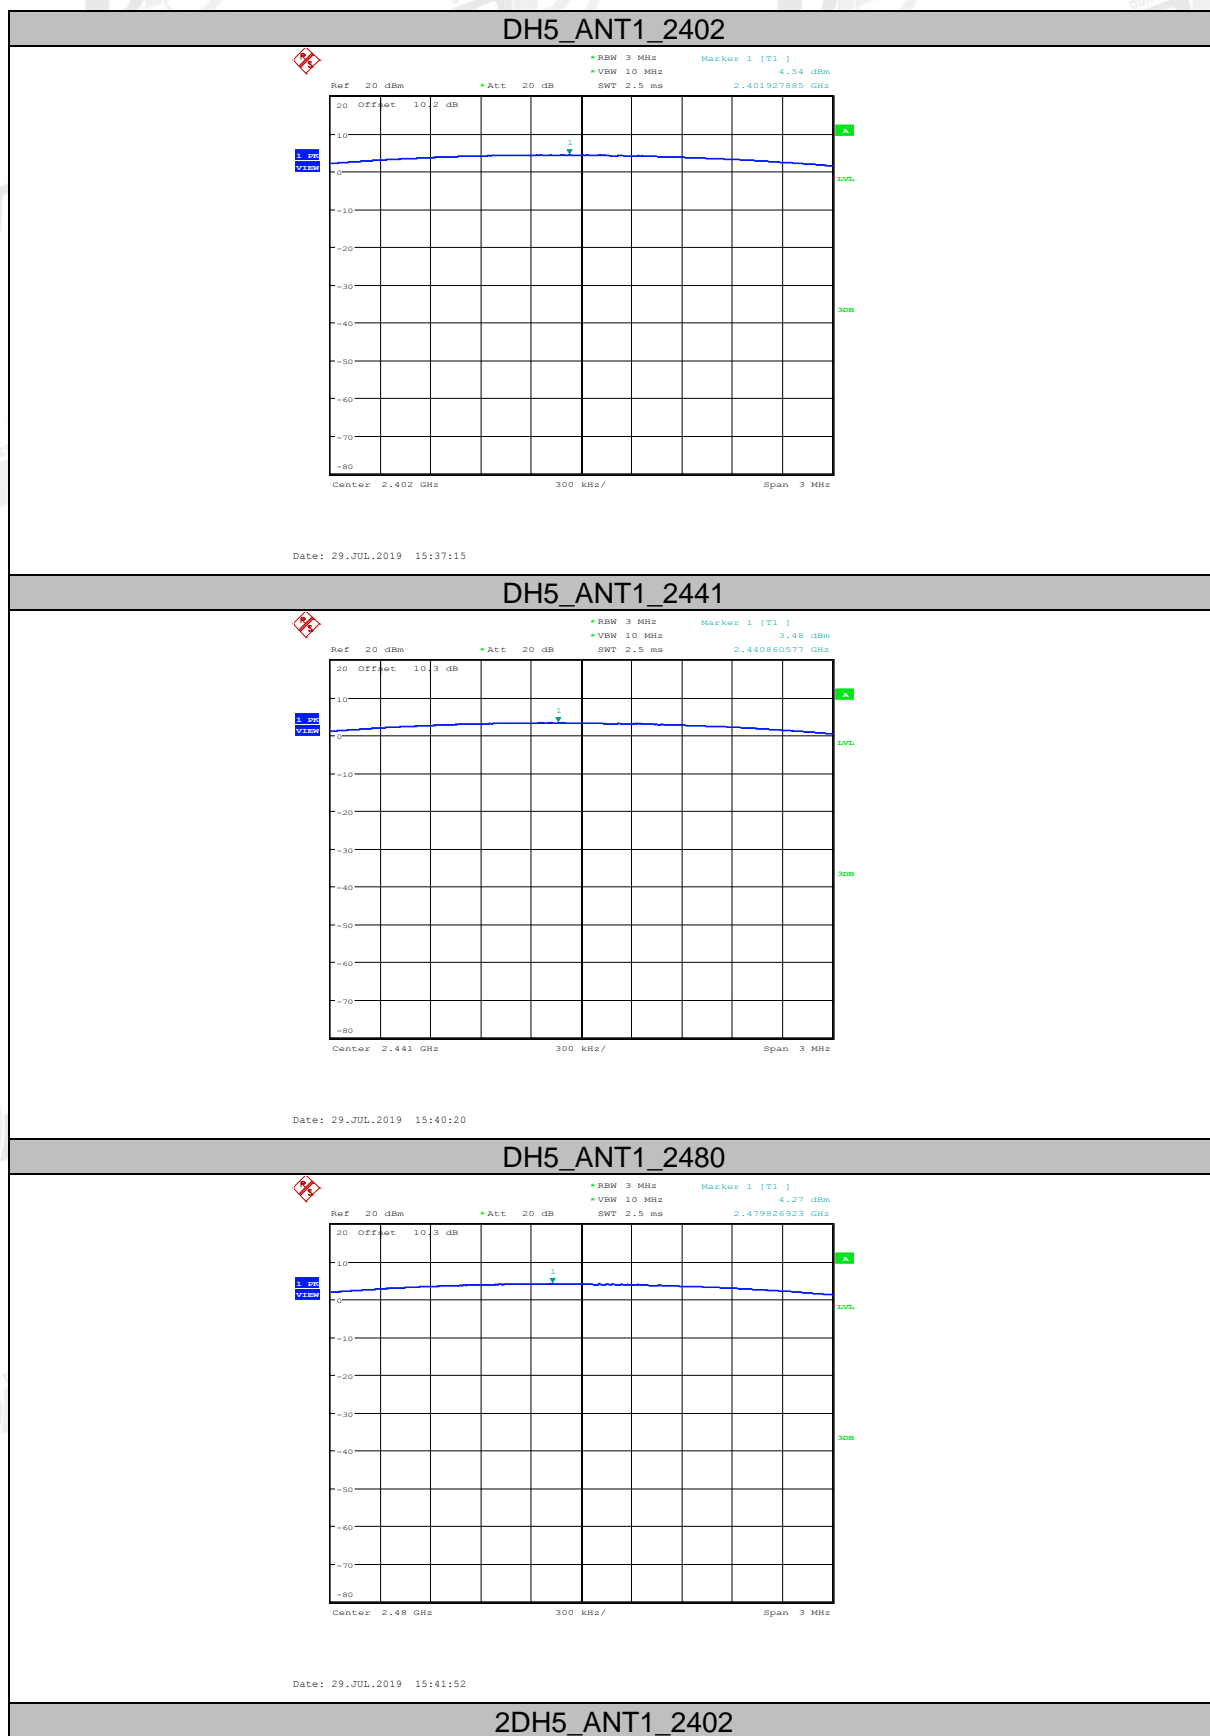 DH5_ANT1_2402
R S
* RBW 3 MHz Marker 1 [T1 ]
* VBW 10 MHz 4.54 dBm
Ref 20 dBm * Att 20 dB SWT 2.5 ms 2.401927885 GHz
20 Offset 10.2 dB
A
10
1
1 PK
VIEW
0
LVL
-10
-20
-30
3DB
-40
-50
-60
-70
-80
Center 2.402 GHz 300 kHz/ Span 3 MHz
Date: 29.JUL.2019 15:37:15
DH5_ANT1_2441
R S
* RBW 3 MHz Marker 1 [T1 ]
* VBW 10 MHz 3.48 dBm
Ref 20 dBm * Att 20 dB SWT 2.5 ms 2.440860577 GHz
20 Offset 10.3 dB
A
10
1
1 PK
VIEW
0
LVL
-10
-20
-30
3DB
-40
-50
-60
-70
-80
Center 2.441 GHz 300 kHz/ Span 3 MHz
Date: 29.JUL.2019 15:40:20
DH5_ANT1_2480
R S
* RBW 3 MHz Marker 1 [T1 ]
* VBW 10 MHz 4.27 dBm
Ref 20 dBm * Att 20 dB SWT 2.5 ms 2.479826923 GHz
20 Offset 10.3 dB
A
10
1
1 PK
VIEW
0
LVL
-10
-20
-30
3DB
-40
-50
-60
-70
-80
Center 2.48 GHz 300 kHz/ Span 3 MHz
Date: 29.JUL.2019 15:41:52
2DH5_ANT1_2402